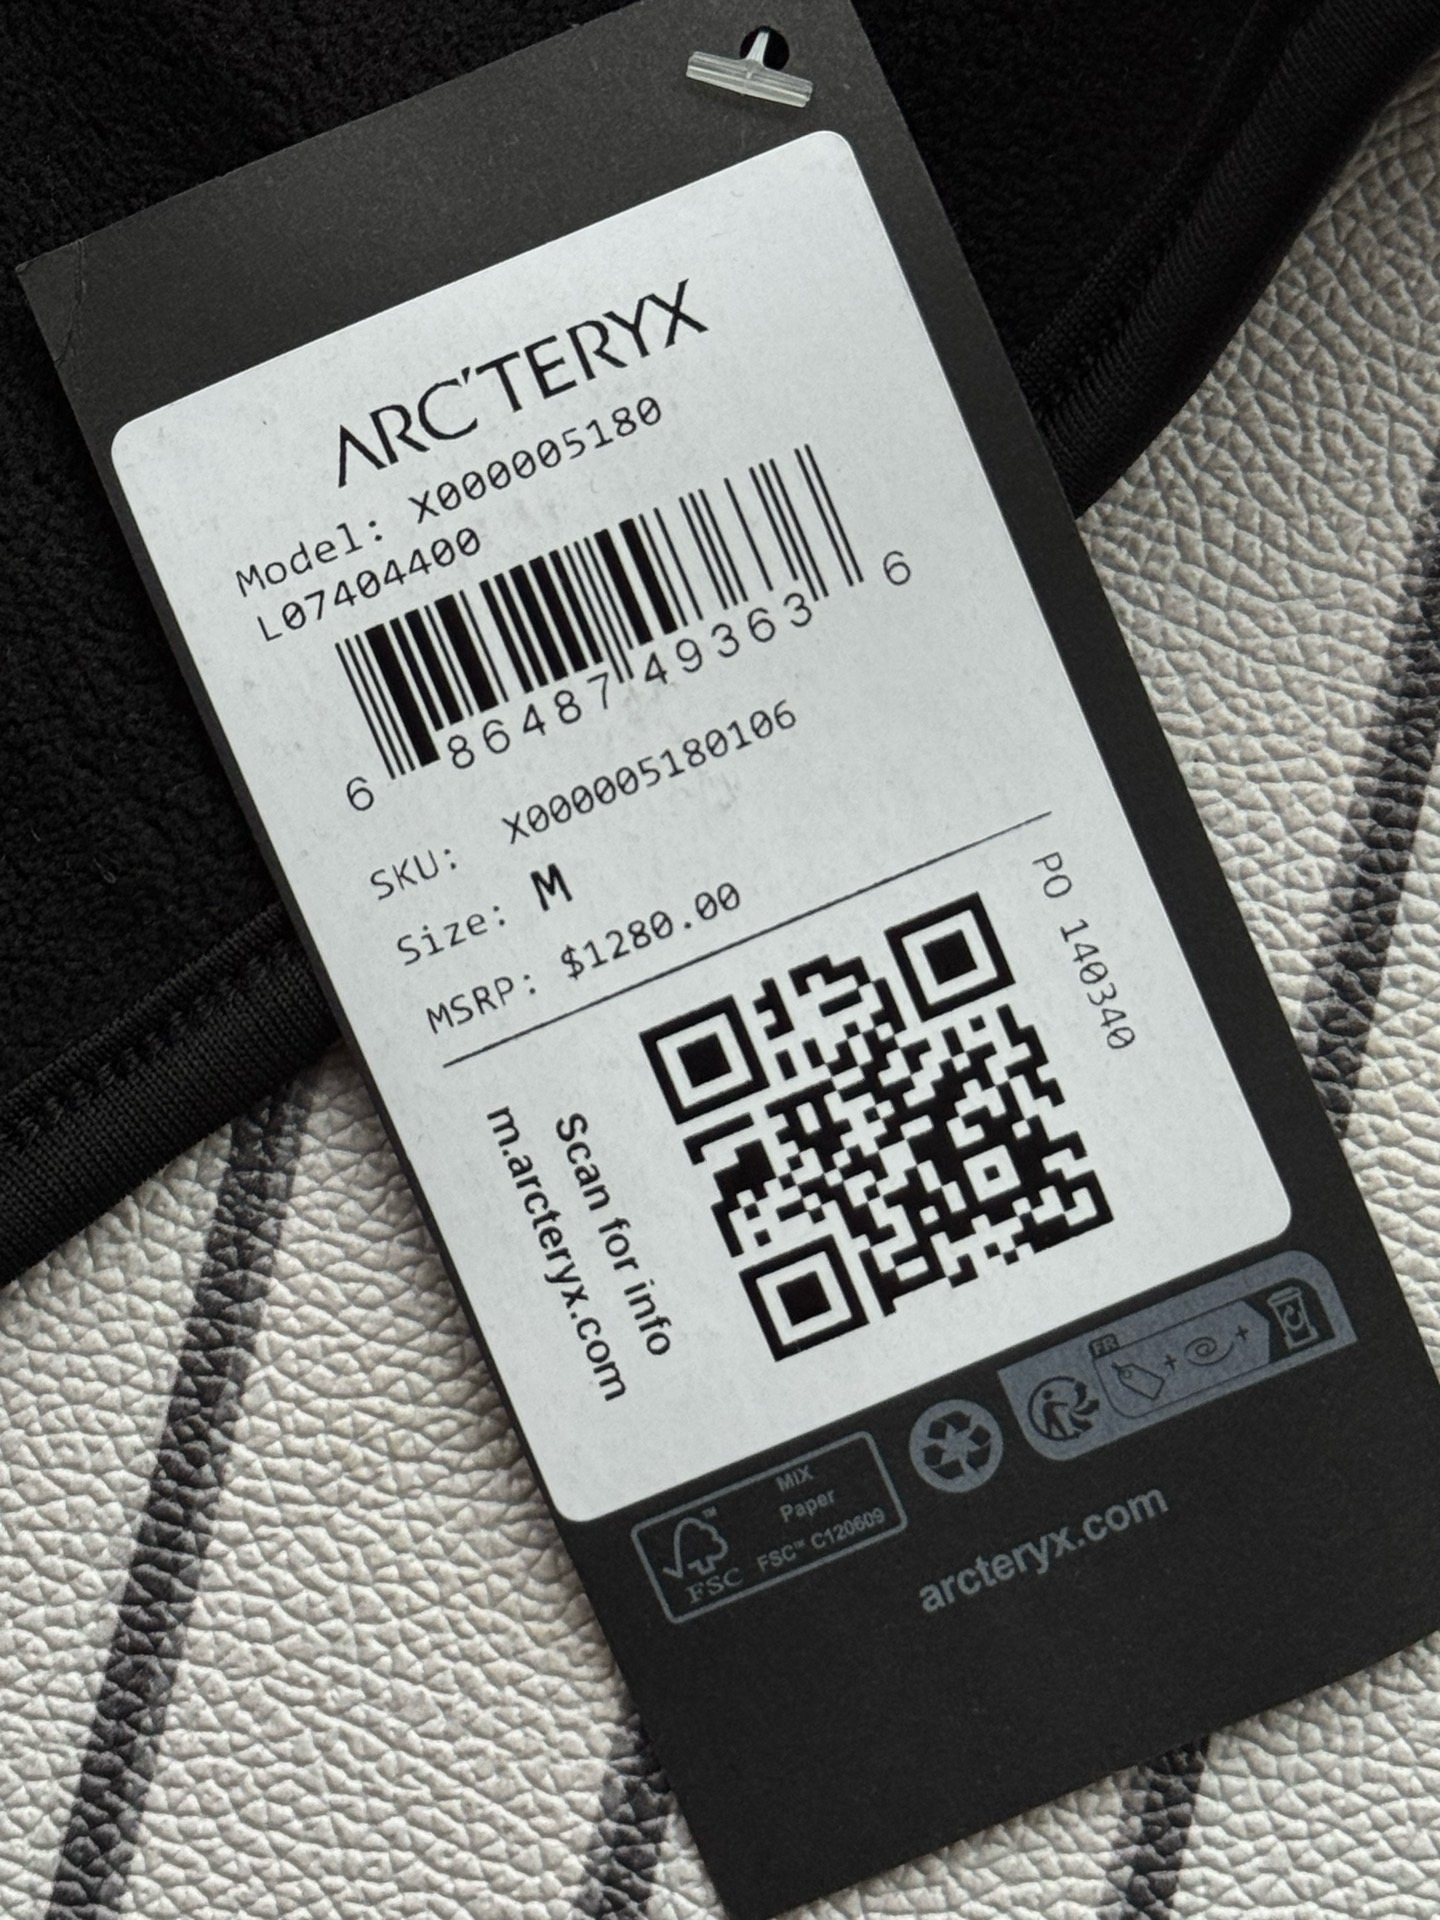 ARC'TERYX
Model: X000005180
L07404400
6 86487 49363 6
SKU: X000005180106
Size: M
MSRP: $1280.00
PO 140340
Scan for info
m.arcteryx.com
FR
FSC™
MIX
Paper
FSC™ C120609
arcteryx.com